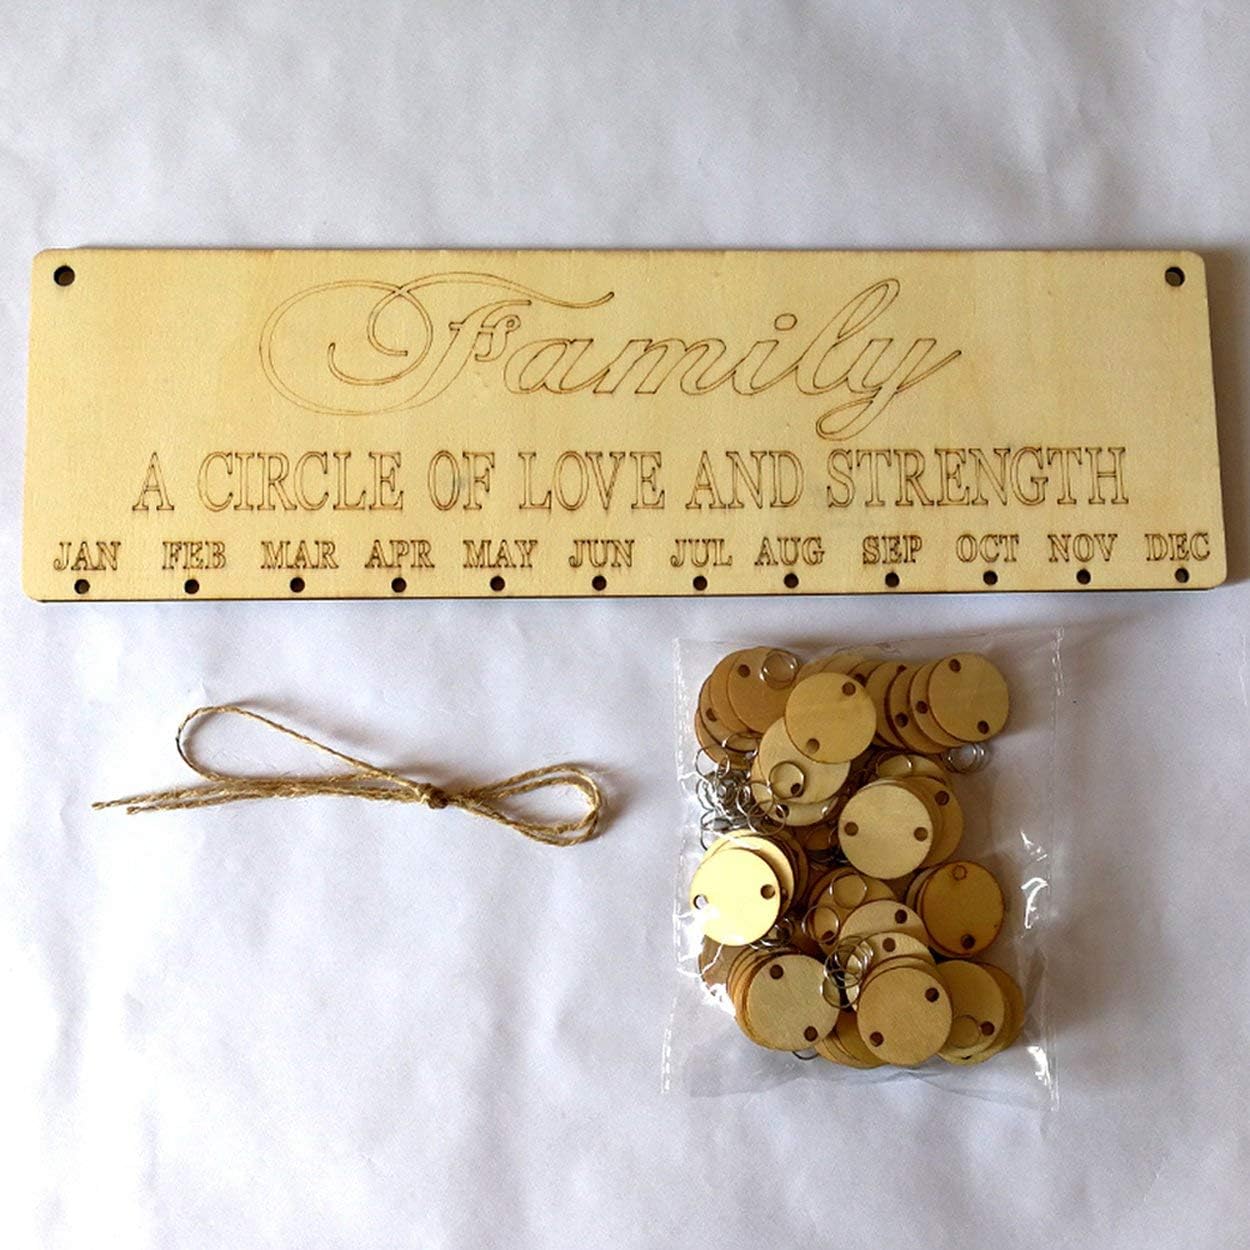 Family
A CIRCLE OF LOVE AND STRENGTH
JAN FEB MAR APR MAY JUN JUL AUG SEP OCT NOV DEC